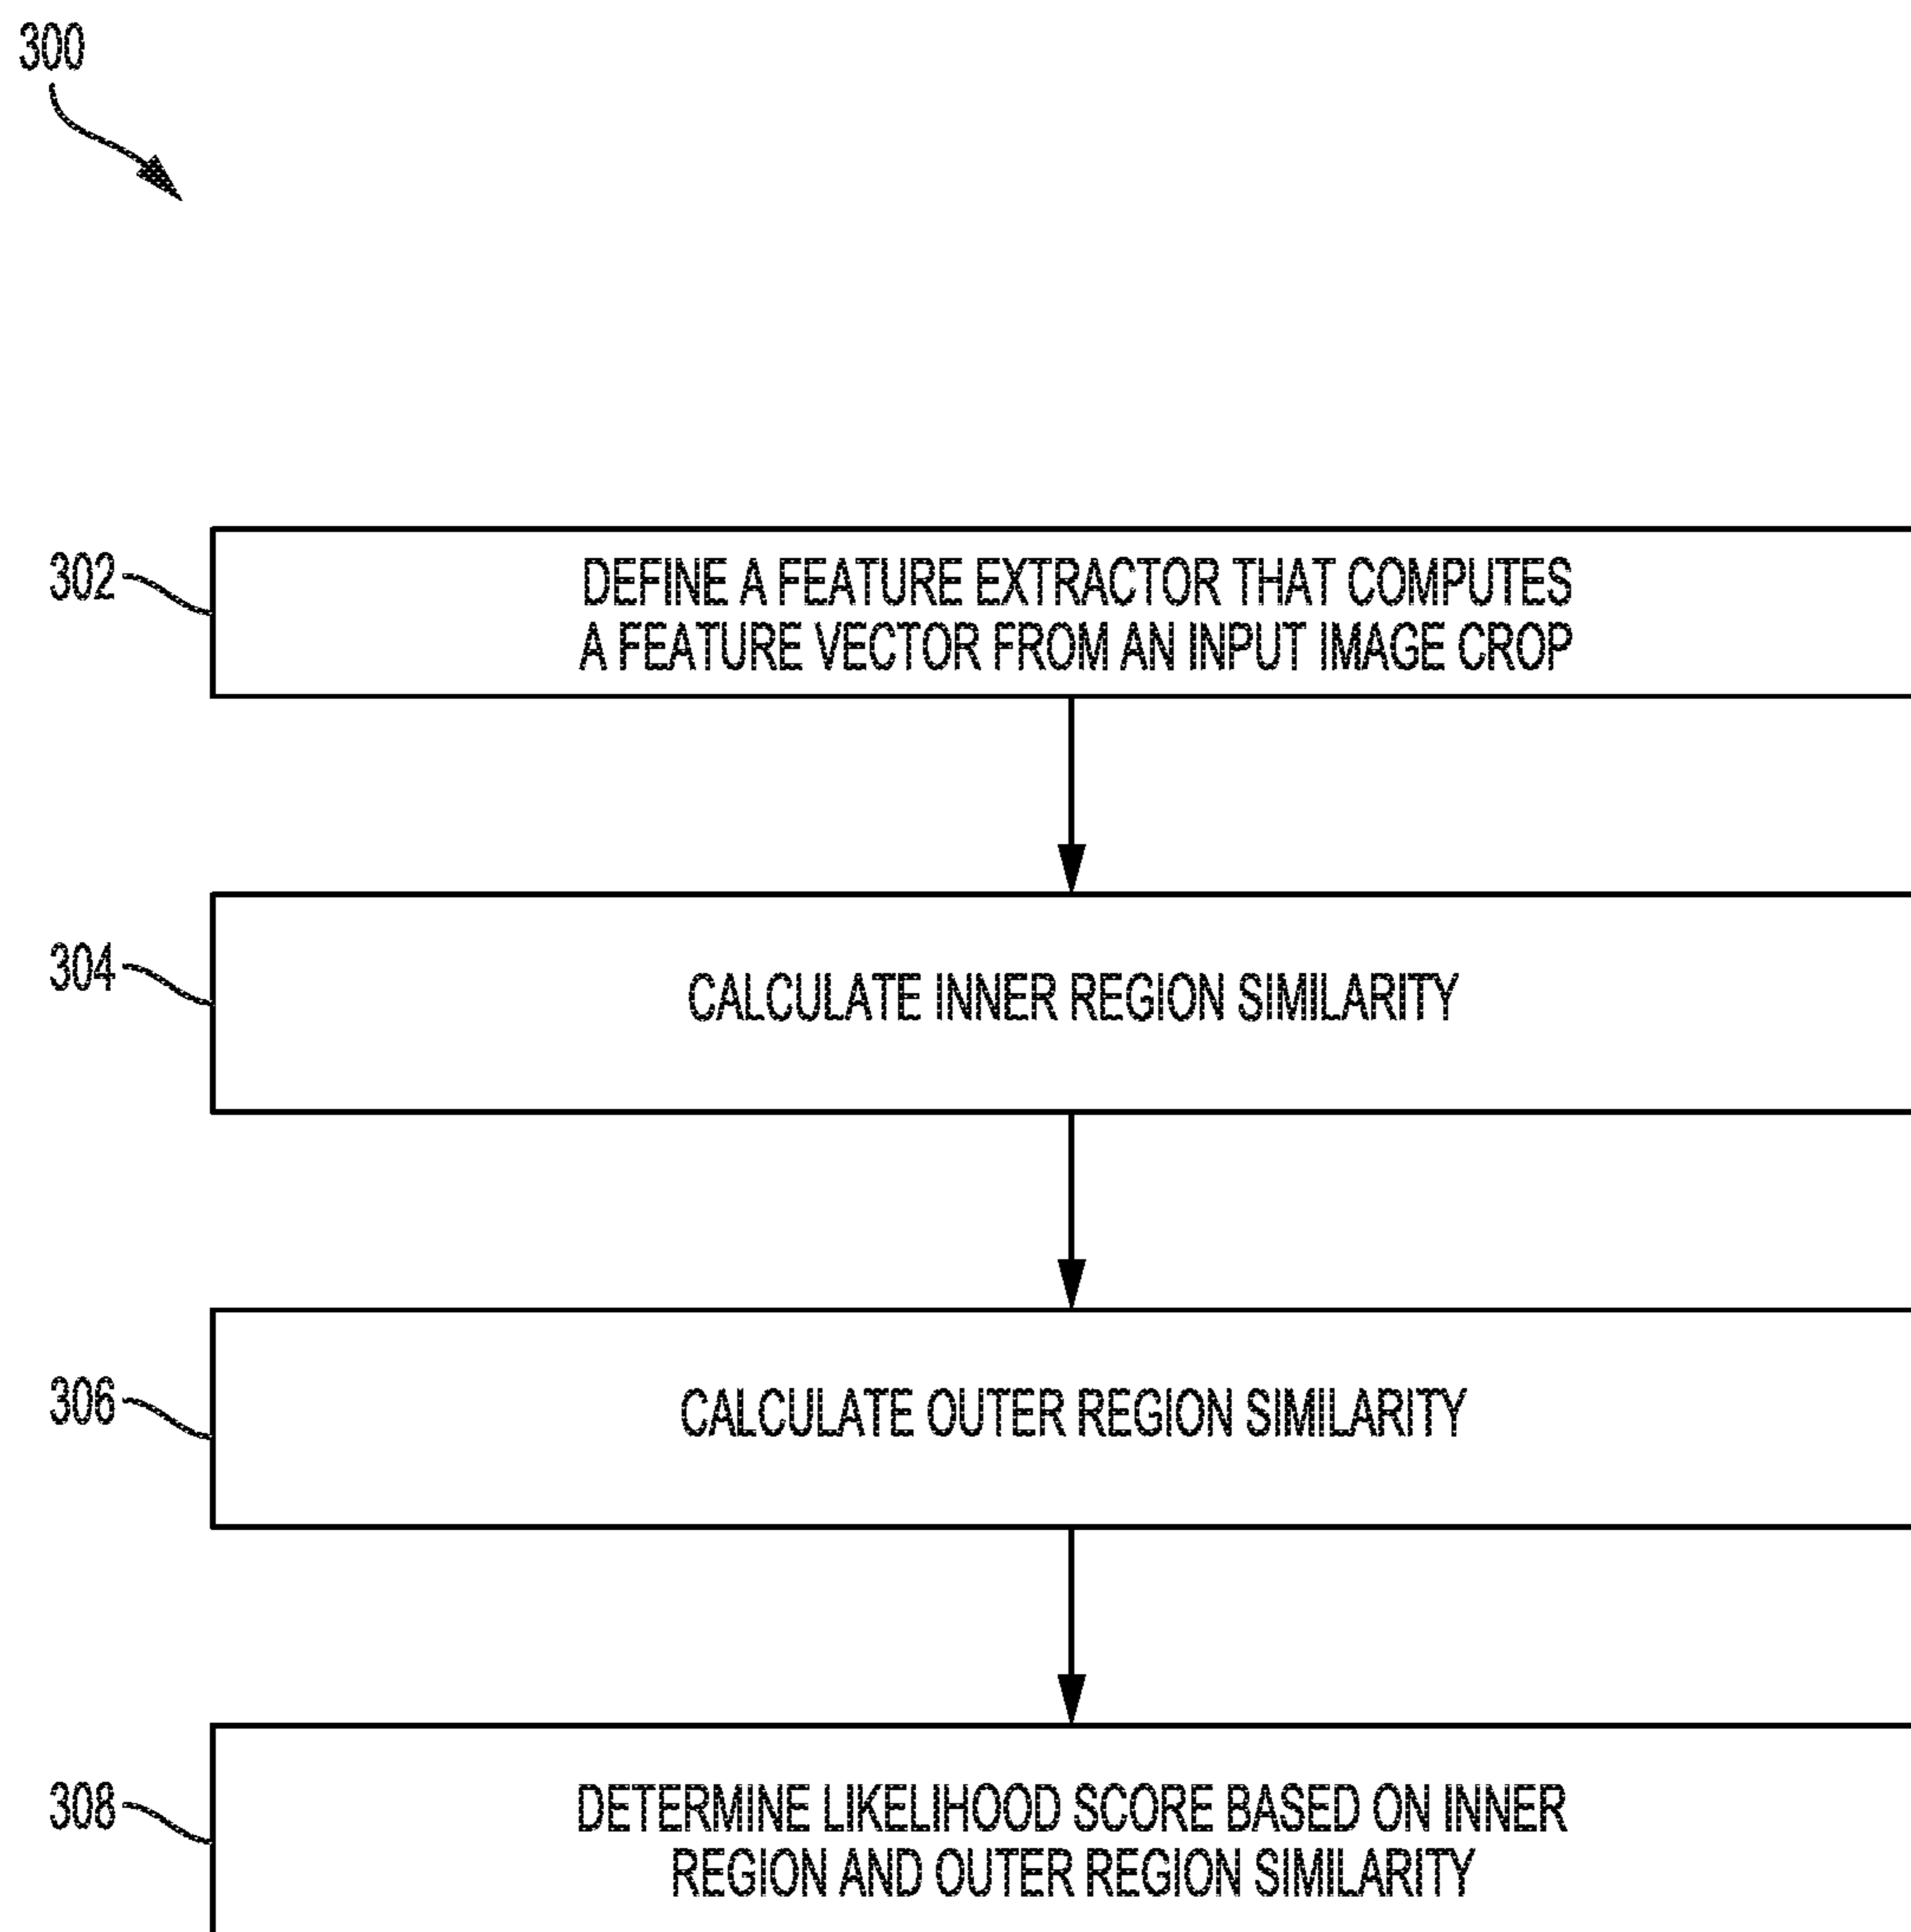 300
302
DEFINE A FEATURE EXTRACTOR THAT COMPUTES
A FEATURE VECTOR FROM AN INPUT IMAGE CROP
304
CALCULATE INNER REGION SIMILARITY
306
CALCULATE OUTER REGION SIMILARITY
308
DETERMINE LIKELIHOOD SCORE BASED ON INNER
REGION AND OUTER REGION SIMILARITY